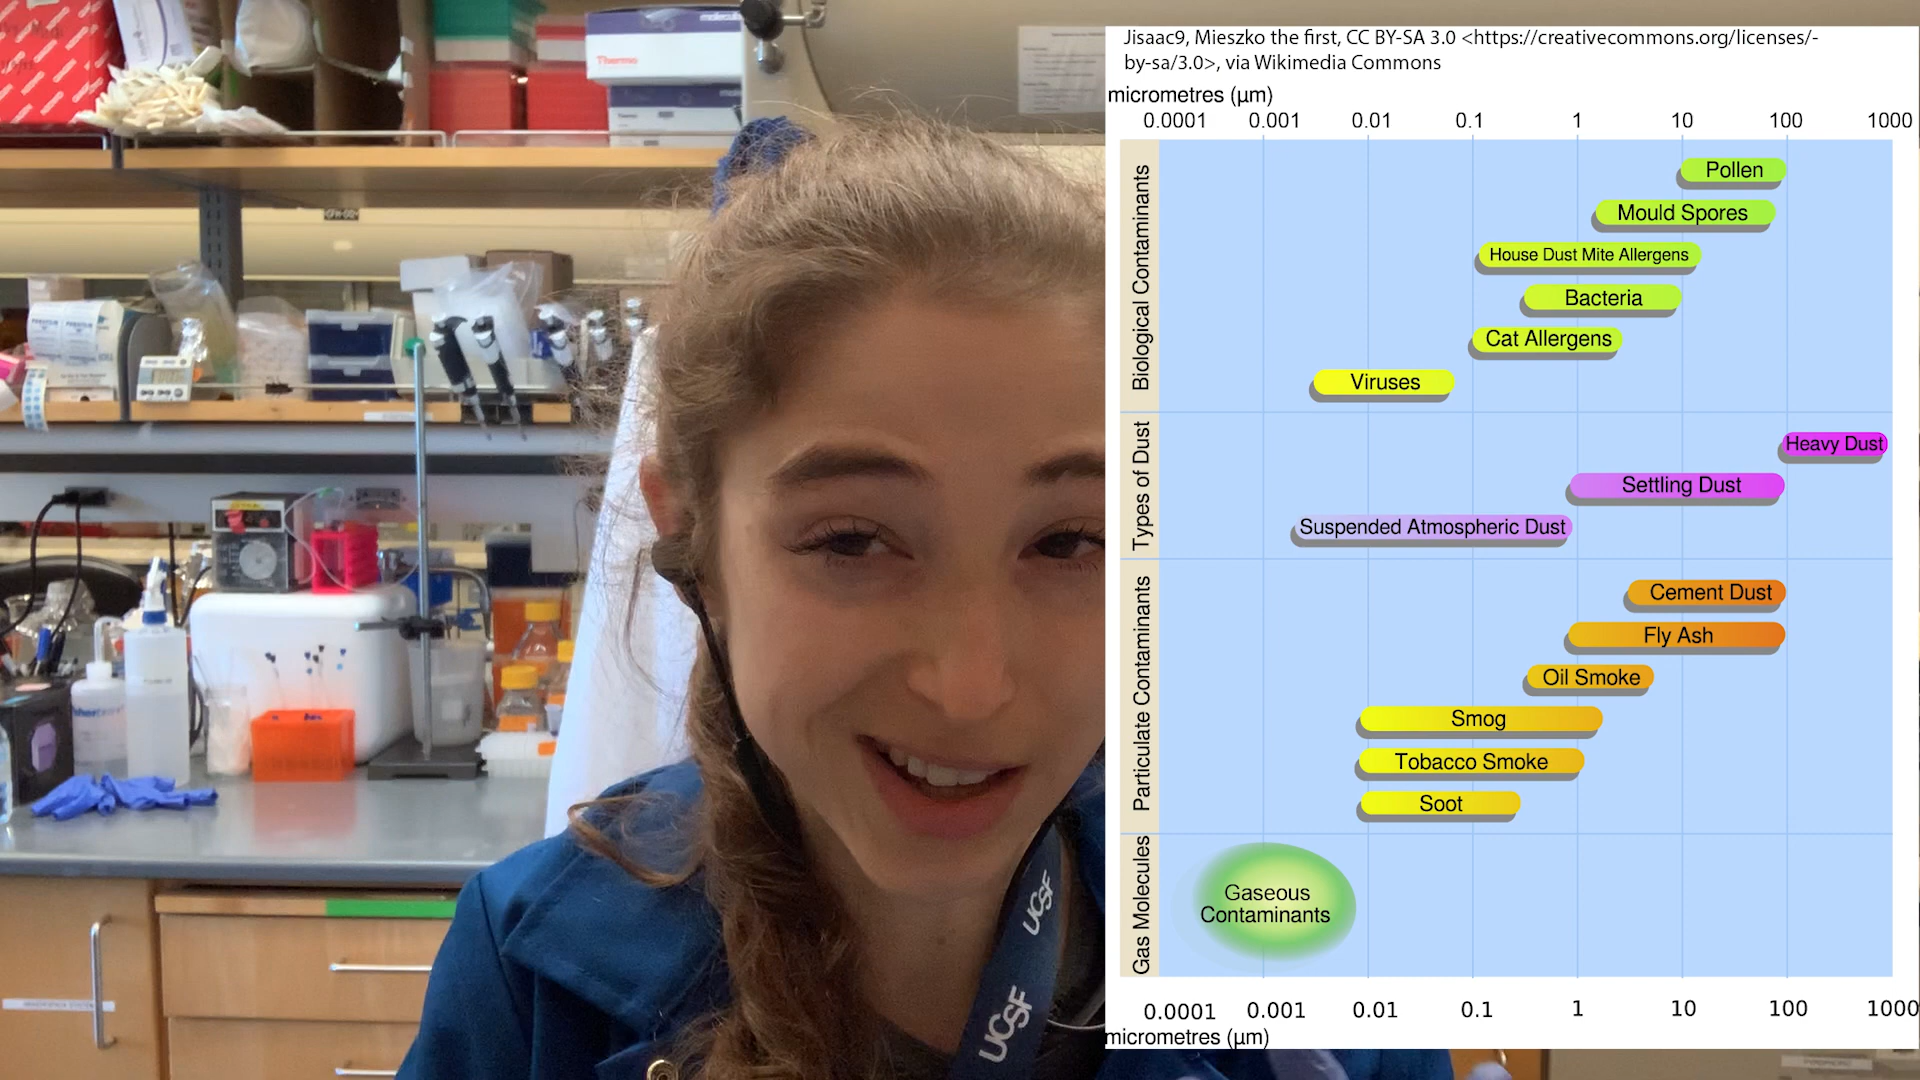 Jisaac9, Mieszko the first, CC BY-SA 3.0 <https://creativecommons.org/licenses/-
by-sa/3.0>, via Wikimedia Commons
micrometres (μm)
0.0001 0.001 0.01 0.1 1 10 100 1000
Biological Contaminants
Pollen
Mould Spores
House Dust Mite Allergens
Bacteria
Cat Allergens
Viruses
Types of Dust
Heavy Dust
Settling Dust
Suspended Atmospheric Dust
Particulate Contaminants
Cement Dust
Fly Ash
Oil Smoke
Smog
Tobacco Smoke
Soot
Gas Molecules
Gaseous
Contaminants
0.0001 0.001 0.01 0.1 1 10 100 1000
micrometres (μm)
Thermo
UCSF
UCSF